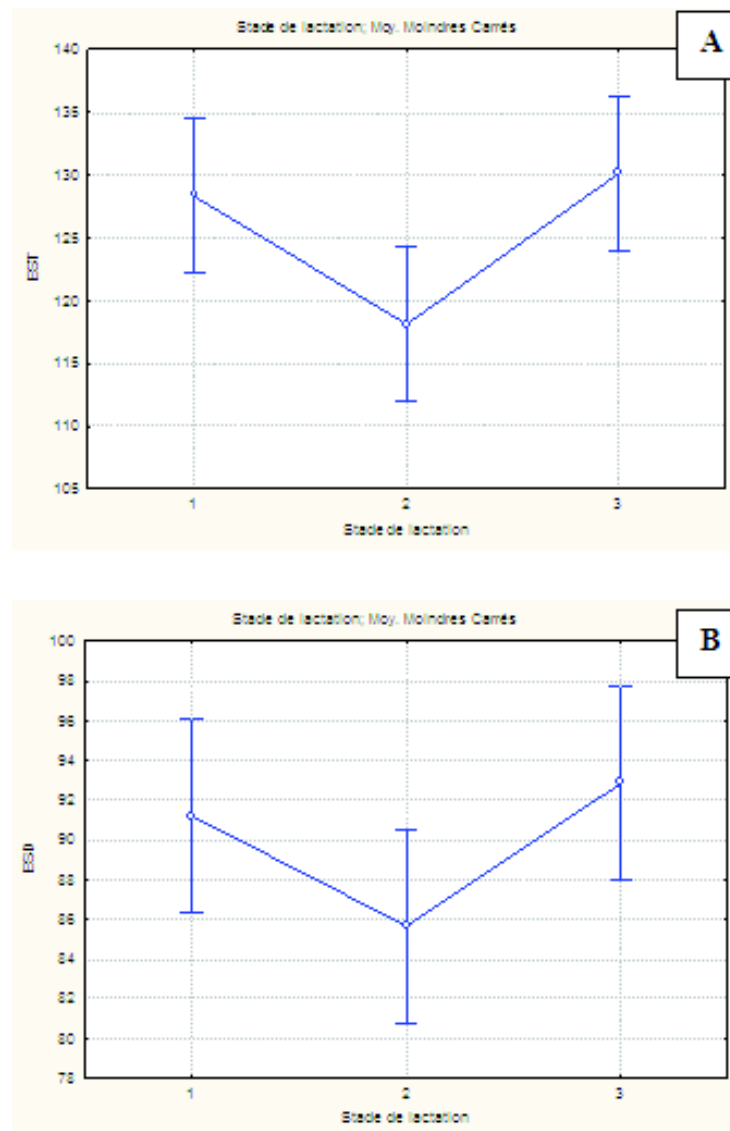 Stade de lactation; Moy. Moindres Carrés
A
140
135
130
125
120
115
110
105
EST
1 2 3
Stade de lactation
Stade de lactation; Moy. Moindres Carrés
B
100
98
96
94
92
90
88
86
84
82
80
78
ESD
1 2 3
Stade de lactation